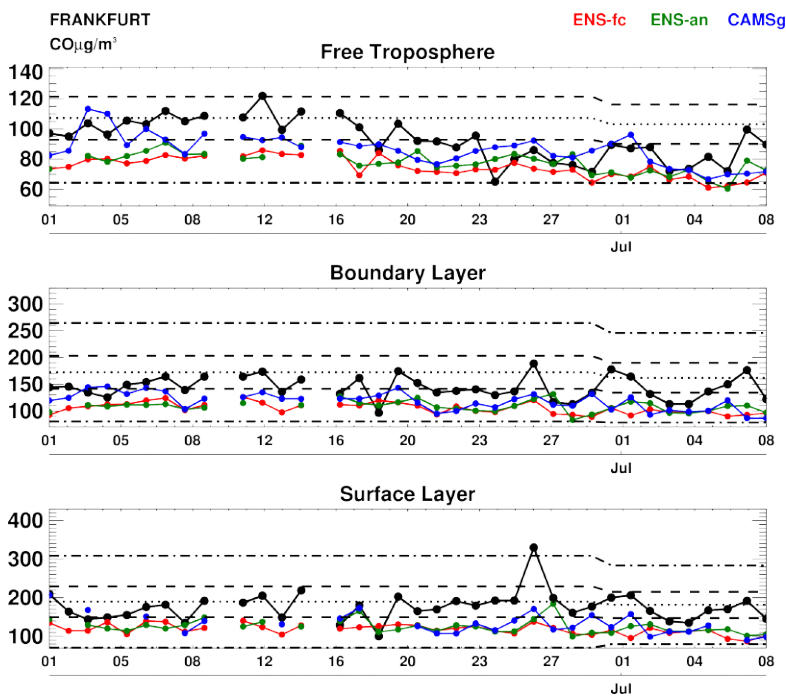 FRANKFURT ENS-fc ENS-an CAMSg
COμg/m³
Free Troposphere
140
120
100
80
60
01 05 08 12 16 20 23 27 01 08
Jul
Boundary Layer
300
250
200
150
100
01 05 08 12 16 20 23 27 01 08
Jul
Surface Layer
400
300
200
100
01 05 08 12 16 20 23 27 01 08
Jul